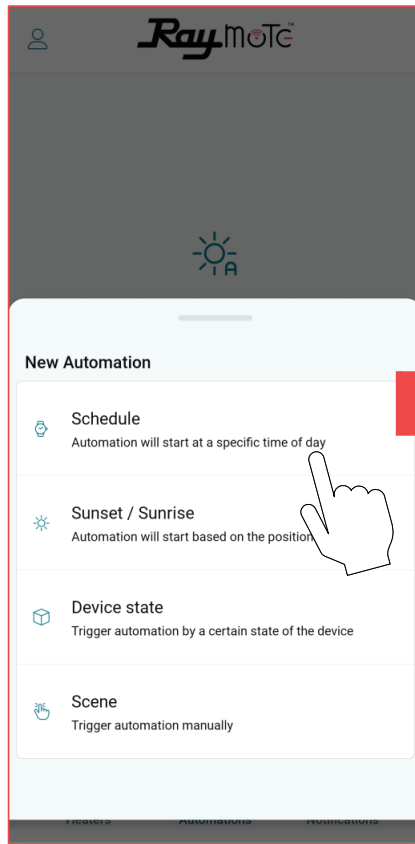 Raymote™
A
New Automation
Schedule
Automation will start at a specific time of day
Sunset / Sunrise
Automation will start based on the position
Device state
Trigger automation by a certain state of the device
Scene
Trigger automation manually
Heaters Automations Notifications